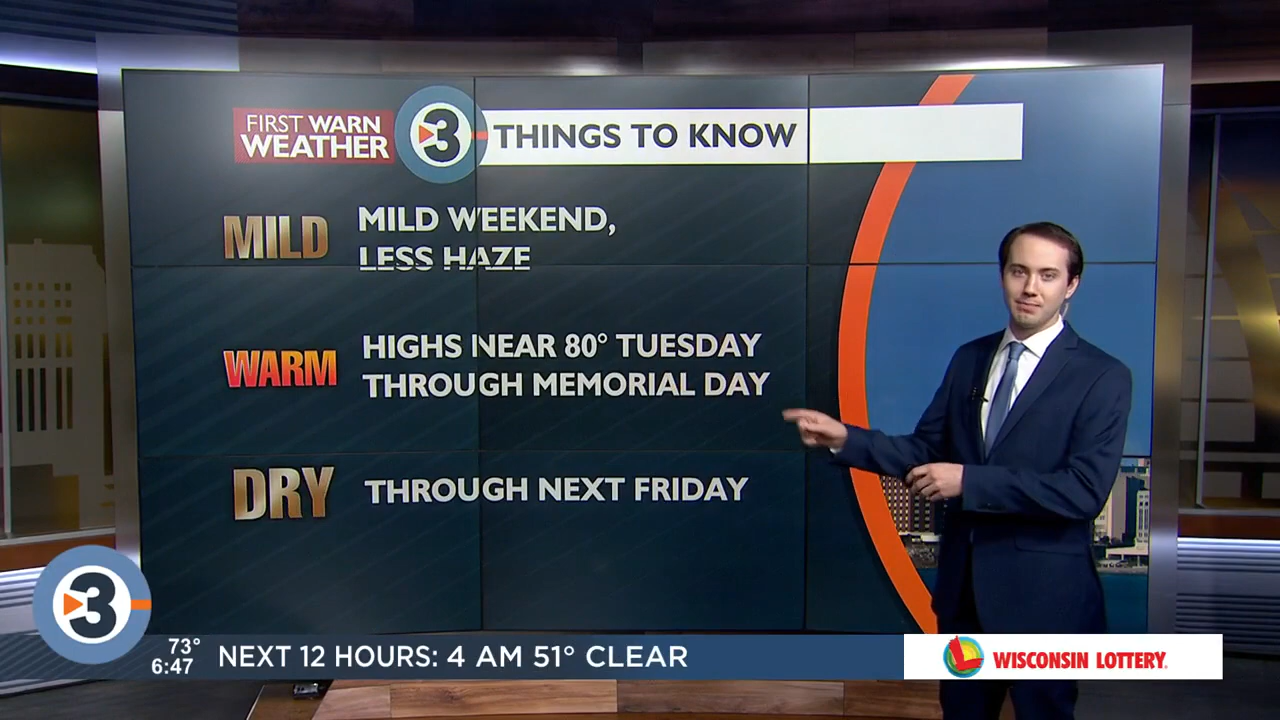 FIRST WARN
WEATHER
3
THINGS TO KNOW
MILD
MILD WEEKEND,
LESS HAZE
WARM
HIGHS NEAR 80° TUESDAY
THROUGH MEMORIAL DAY
DRY
THROUGH NEXT FRIDAY
3
73°
6:47
NEXT 12 HOURS: 4 AM 51° CLEAR
WISCONSIN LOTTERY